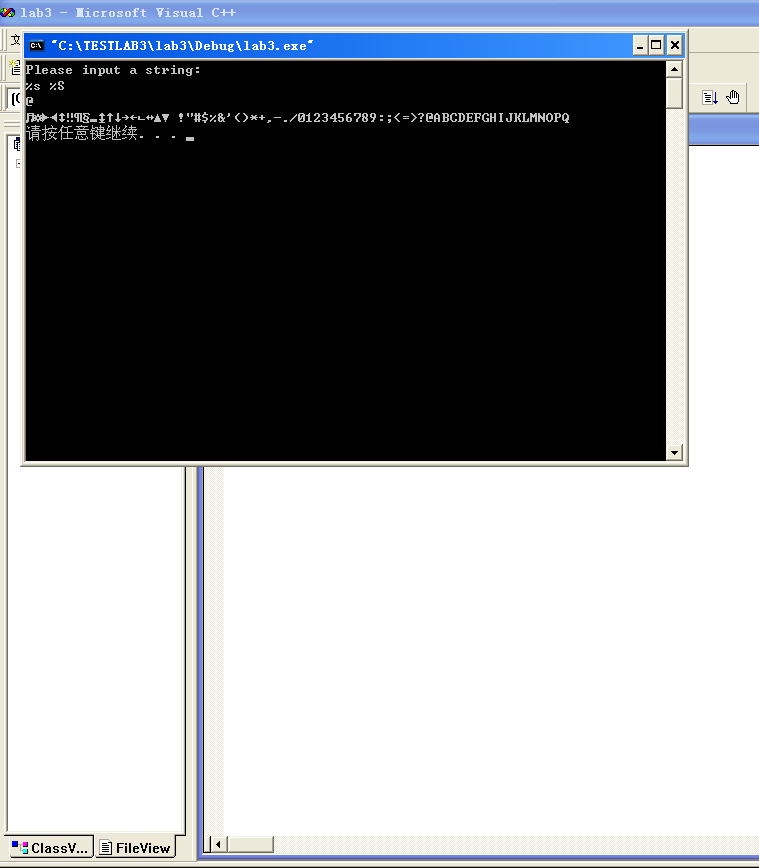 lab3 - Microsoft Visual C++
文
"C:\TESTLAB3\lab3\Debug\lab3.exe"
Please input a string:
%s %S
@
♫☼►◄↕‼¶§▬↨↑↓→←∟↔▲▼ !"#$%&'()*+,-./0123456789:;<=>?@ABCDEFGHIJKLMNOPQ
请按任意键继续. . .
ClassV... FileView